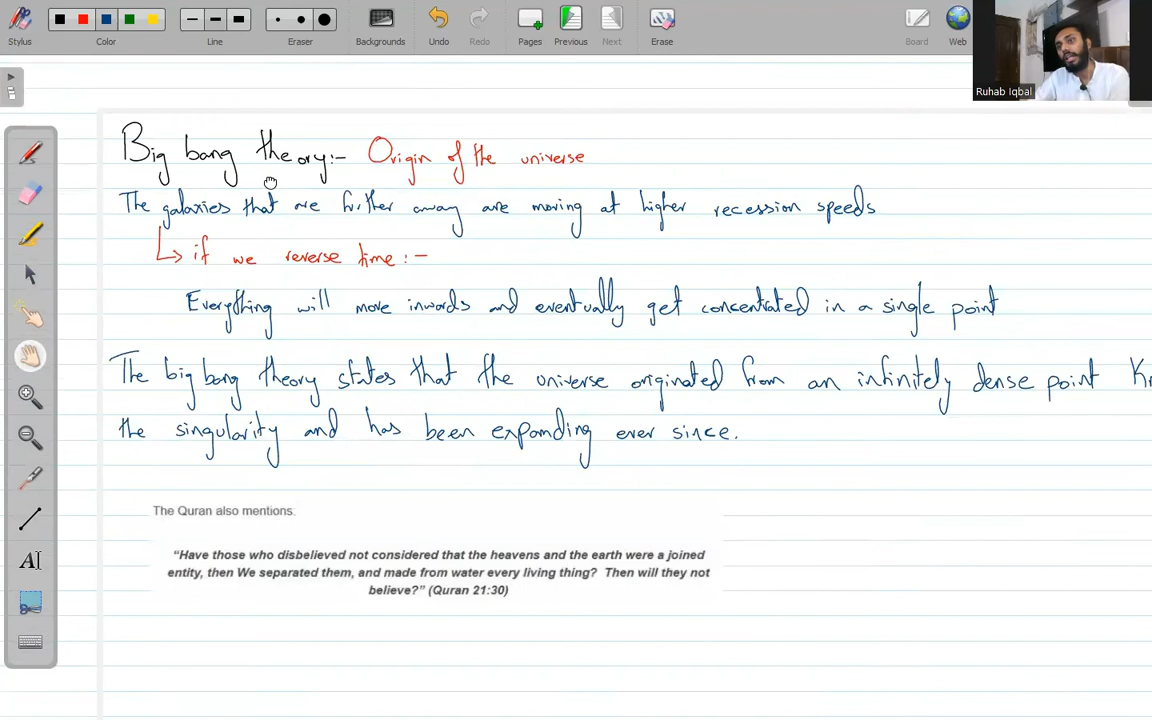 Stylus
Color
Line
Eraser
Backgrounds
Undo
Redo
Pages
Previous
Next
Erase
Board
Web
Ruhab Iqbal
Big bang theory:- Origin of the universe
The galaxies that are further away are moving at higher recession speeds
if we reverse time:-
Everything will move inwards and eventually get concentrated in a single point
The big bang theory states that the universe originated from an infinitely dense point
the singularity and has been expanding ever since.
The Quran also mentions:
“Have those who disbelieved not considered that the heavens and the earth were a joined
entity, then We separated them, and made from water every living thing? Then will they not
believe?” (Quran 21:30)
A